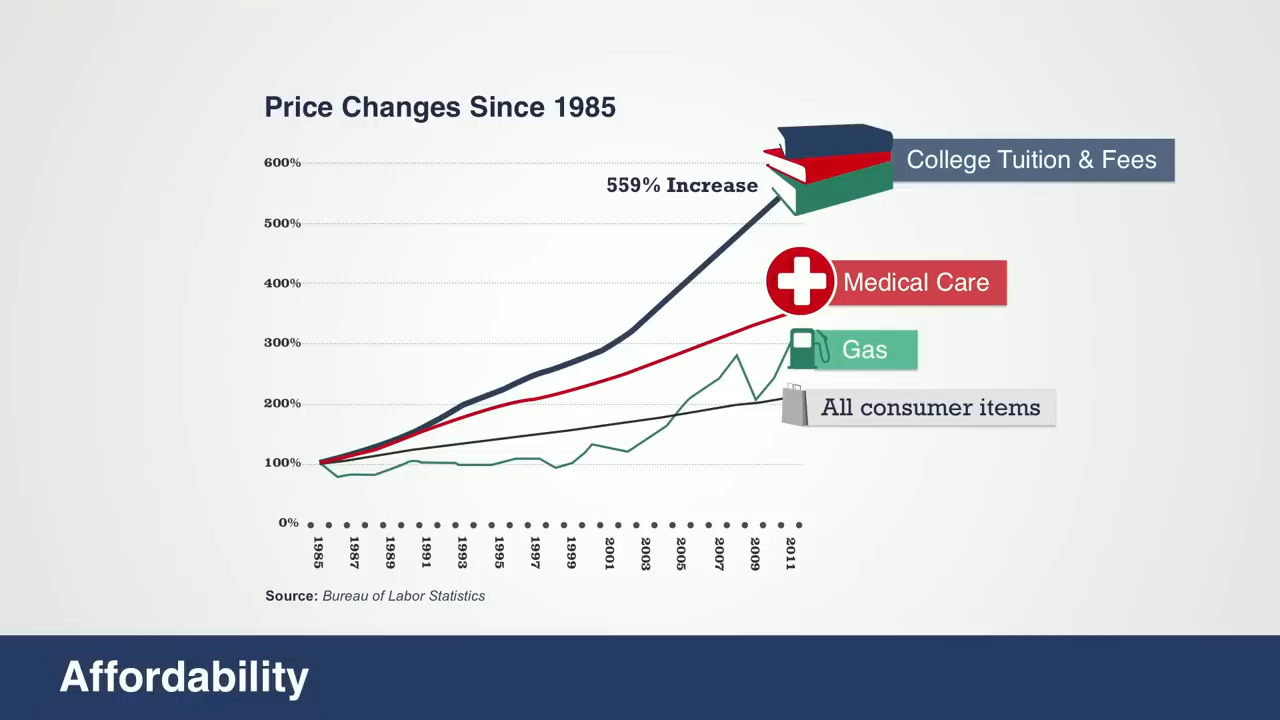 Price Changes Since 1985
600%
559% Increase
College Tuition & Fees
500%
400%
Medical Care
300%
Gas
200%
All consumer items
100%
0%
1985 1987 1989 1991 1993 1995 1997 1999 2001 2003 2005 2007 2009 2011
Source: Bureau of Labor Statistics
Affordability